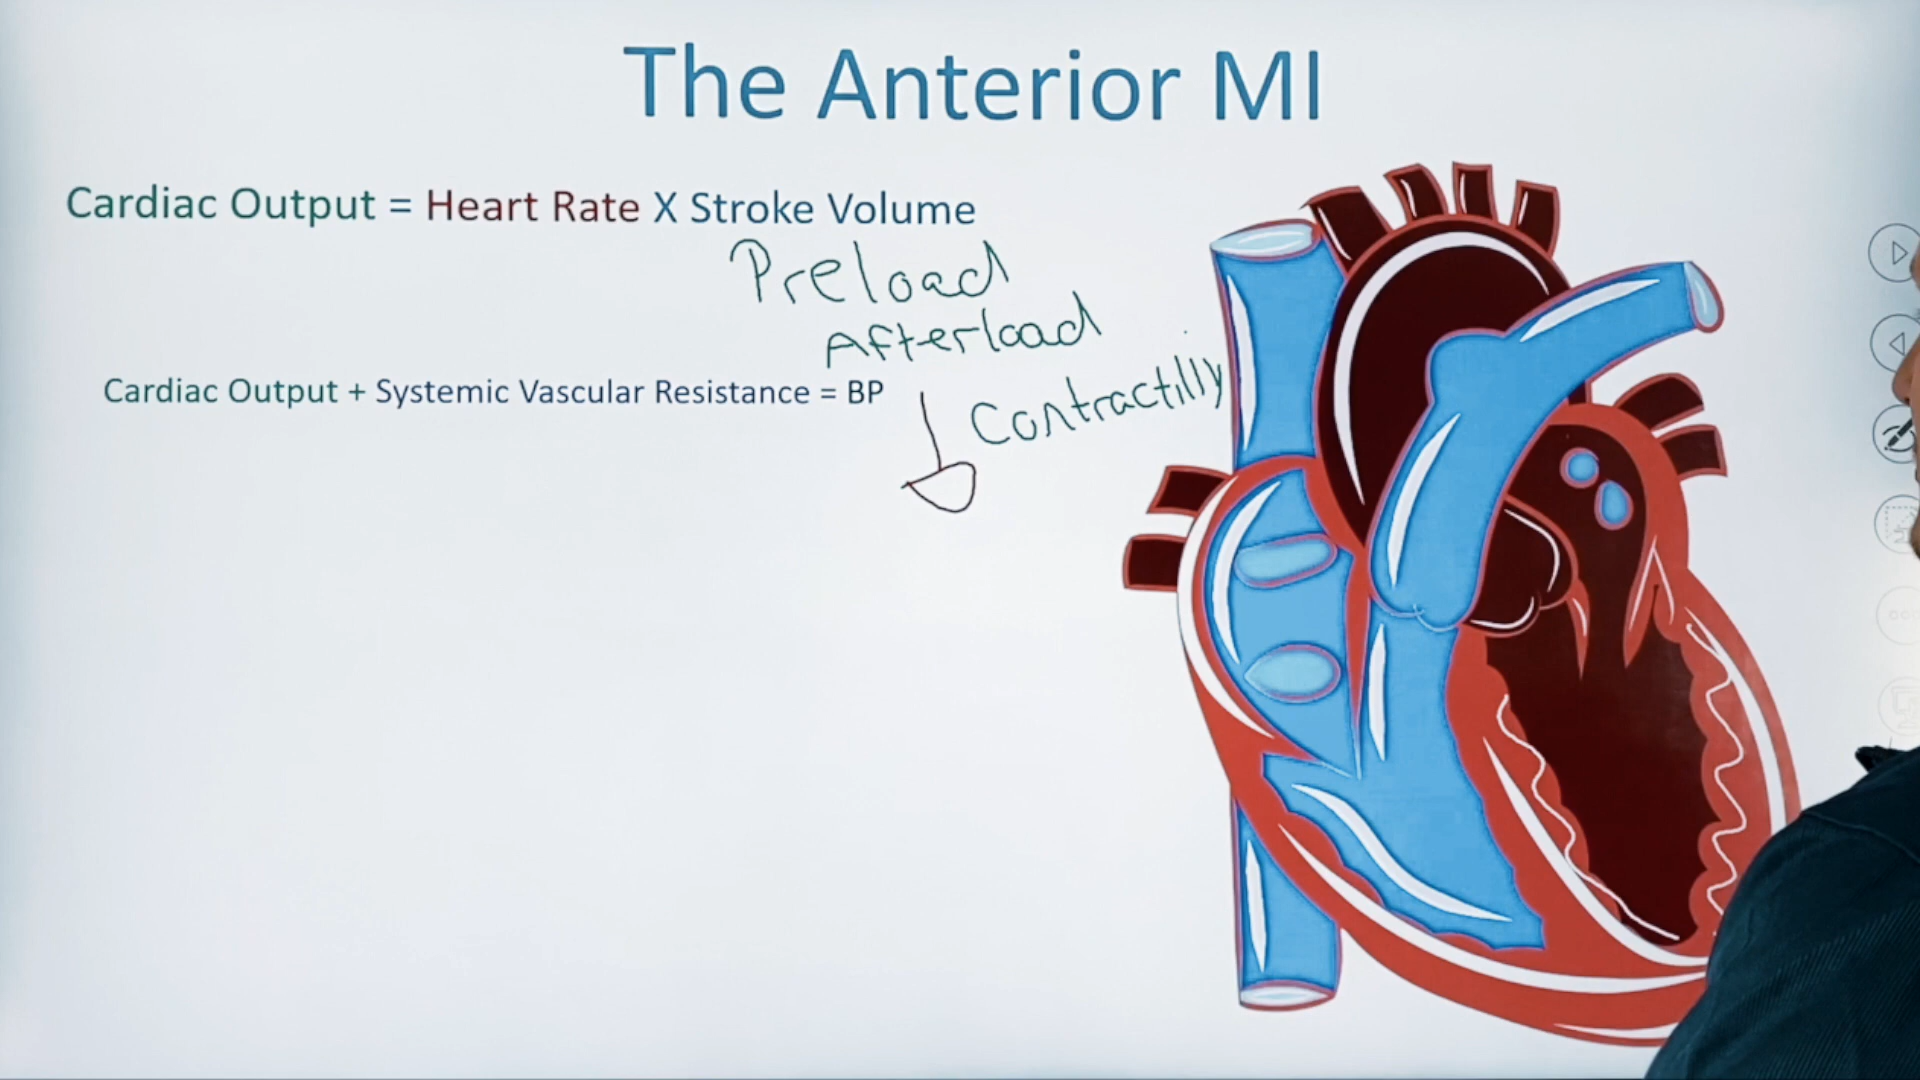 The Anterior MI
Cardiac Output = Heart Rate X Stroke Volume
Preload
Afterload
Cardiac Output + Systemic Vascular Resistance = BP
Contractilly